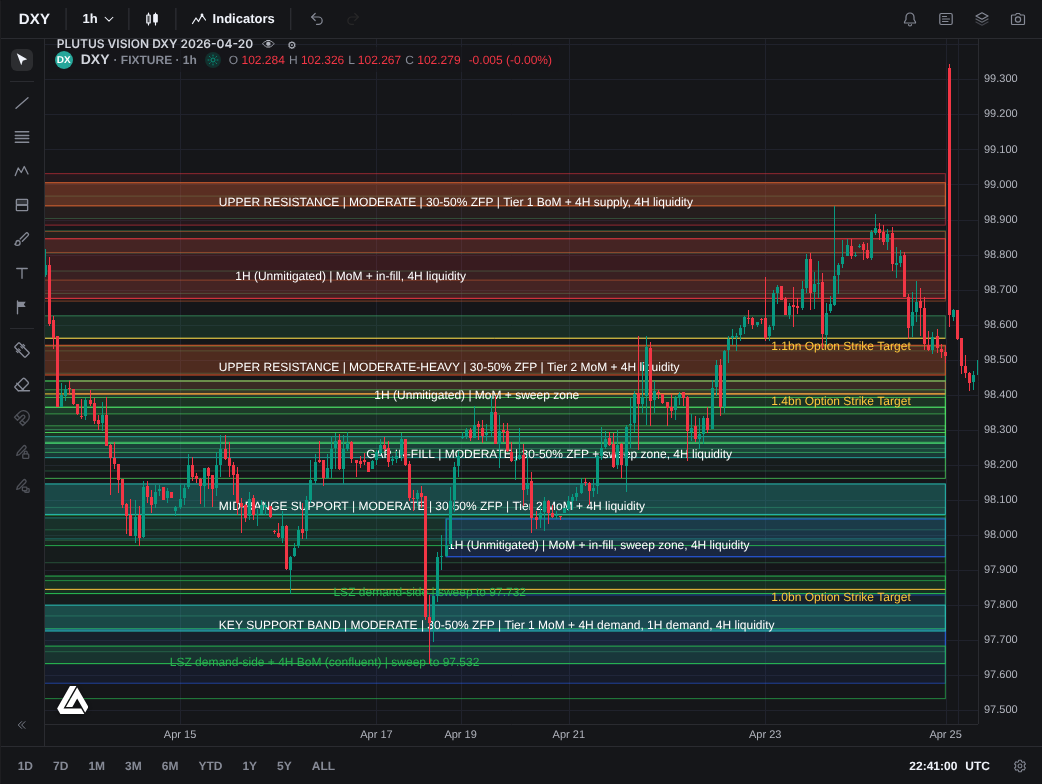 DXY 1h Indicators
PLUTUS VISION DXY 2026-04-20
DX DXY · FIXTURE · 1h O 102.284 H 102.326 L 102.267 C 102.279 -0.005 (-0.00%)
99.300
99.200
99.100
99.000
UPPER RESISTANCE | MODERATE | 30-50% ZFP | Tier 1 BoM + 4H supply, 4H liquidity
98.900
98.800
1H (Unmitigated) | MoM + in-fill, 4H liquidity
98.700
98.600
1.1bn Option Strike Target
98.500
UPPER RESISTANCE | MODERATE-HEAVY | 30-50% ZFP | Tier 2 MoM + 4H liquidity
1H (Unmitigated) | MoM + sweep zone
98.400
1.4bn Option Strike Target
98.300
GAP IN-FILL | MODERATE | 30-50% ZFP + sweep zone, 4H liquidity
98.200
98.100
MID-RANGE SUPPORT | MODERATE | 30-50% ZFP | Tier 2 MoM + 4H liquidity
98.000
1H (Unmitigated) | MoM + in-fill, sweep zone, 4H liquidity
97.900
LSZ demand-side | sweep to 97.732
1.0bn Option Strike Target
97.800
KEY SUPPORT BAND | MODERATE | 30-50% ZFP | Tier 1 MoM + 4H demand, 1H demand, 4H liquidity
97.700
LSZ demand-side + 4H BoM (confluent) | sweep to 97.532
97.600
97.500
Apr 15 Apr 17 Apr 19 Apr 21 Apr 23 Apr 25
1D 7D 1M 3M 6M YTD 1Y 5Y ALL 22:41:00 UTC